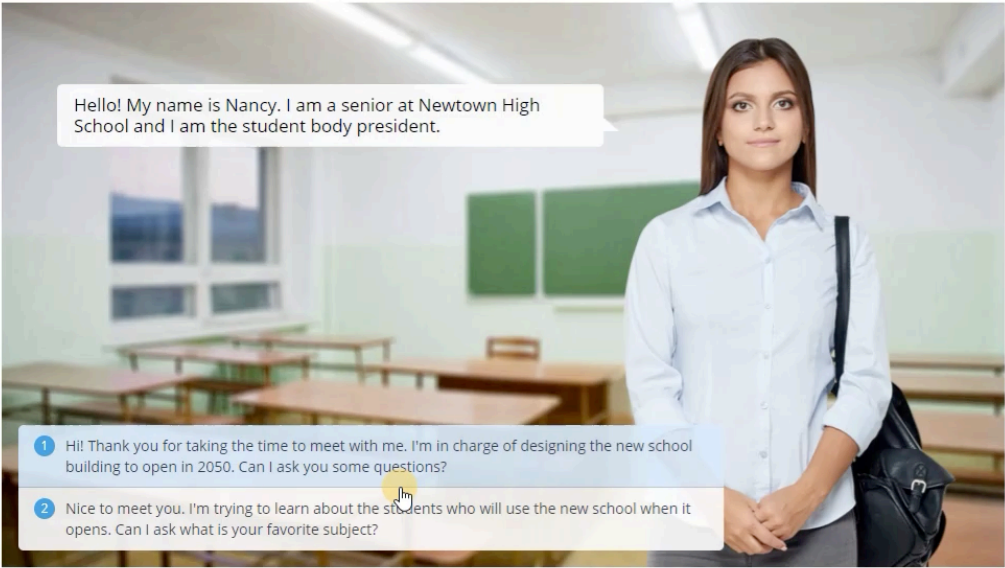 Hello! My name is Nancy. I am a senior at Newtown High
School and I am the student body president.
1 Hi! Thank you for taking the time to meet with me. I'm in charge of designing the new school
building to open in 2050. Can I ask you some questions?
2 Nice to meet you. I'm trying to learn about the students who will use the new school when it
opens. Can I ask what is your favorite subject?